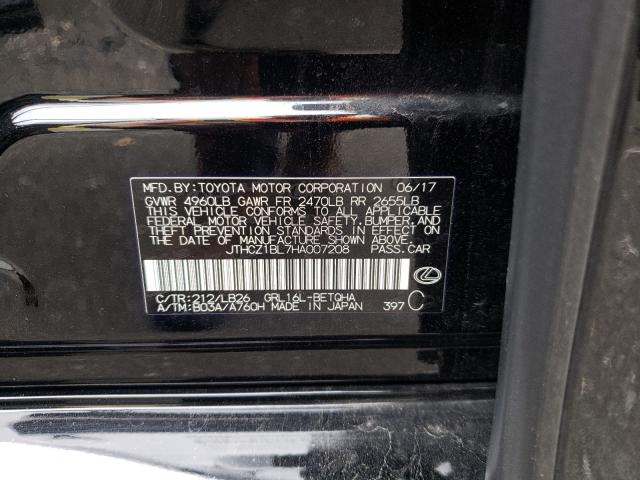 MFD. BY: TOYOTA MOTOR CORPORATION 06/17
GVWR 4960LB GAWR FR 2470LB RR 2655LB
THIS VEHICLE CONFORMS TO ALL APPLICABLE
FEDERAL MOTOR VEHICLE SAFETY, BUMPER, AND
THEFT PREVENTION STANDARDS IN EFFECT ON
THE DATE OF MANUFACTURE SHOWN ABOVE.
JTHCZ1BL7HA007208 PASS. CAR
C/TR: 212/LB26 GRL16L-BETQHA
A/TM: B03A/A760H MADE IN JAPAN 397 C